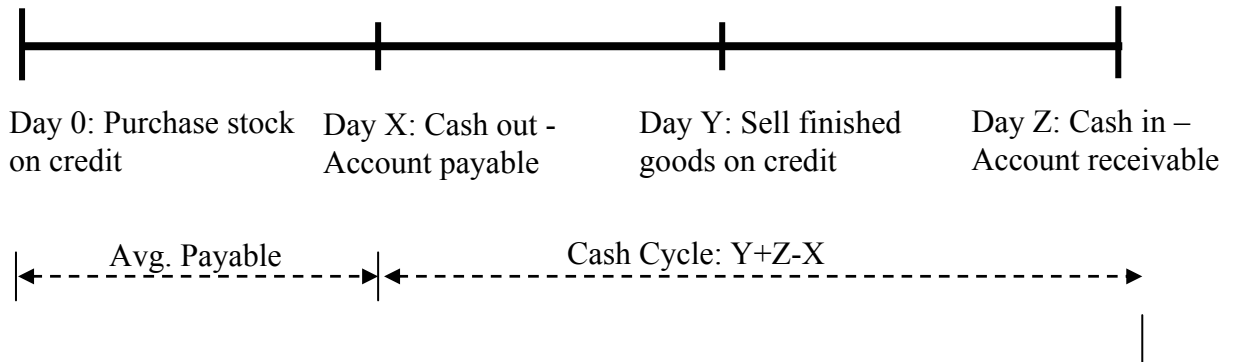 Day 0: Purchase stock
on credit
Day X: Cash out -
Account payable
Day Y: Sell finished
goods on credit
Day Z: Cash in –
Account receivable
Avg. Payable
Cash Cycle: Y+Z-X